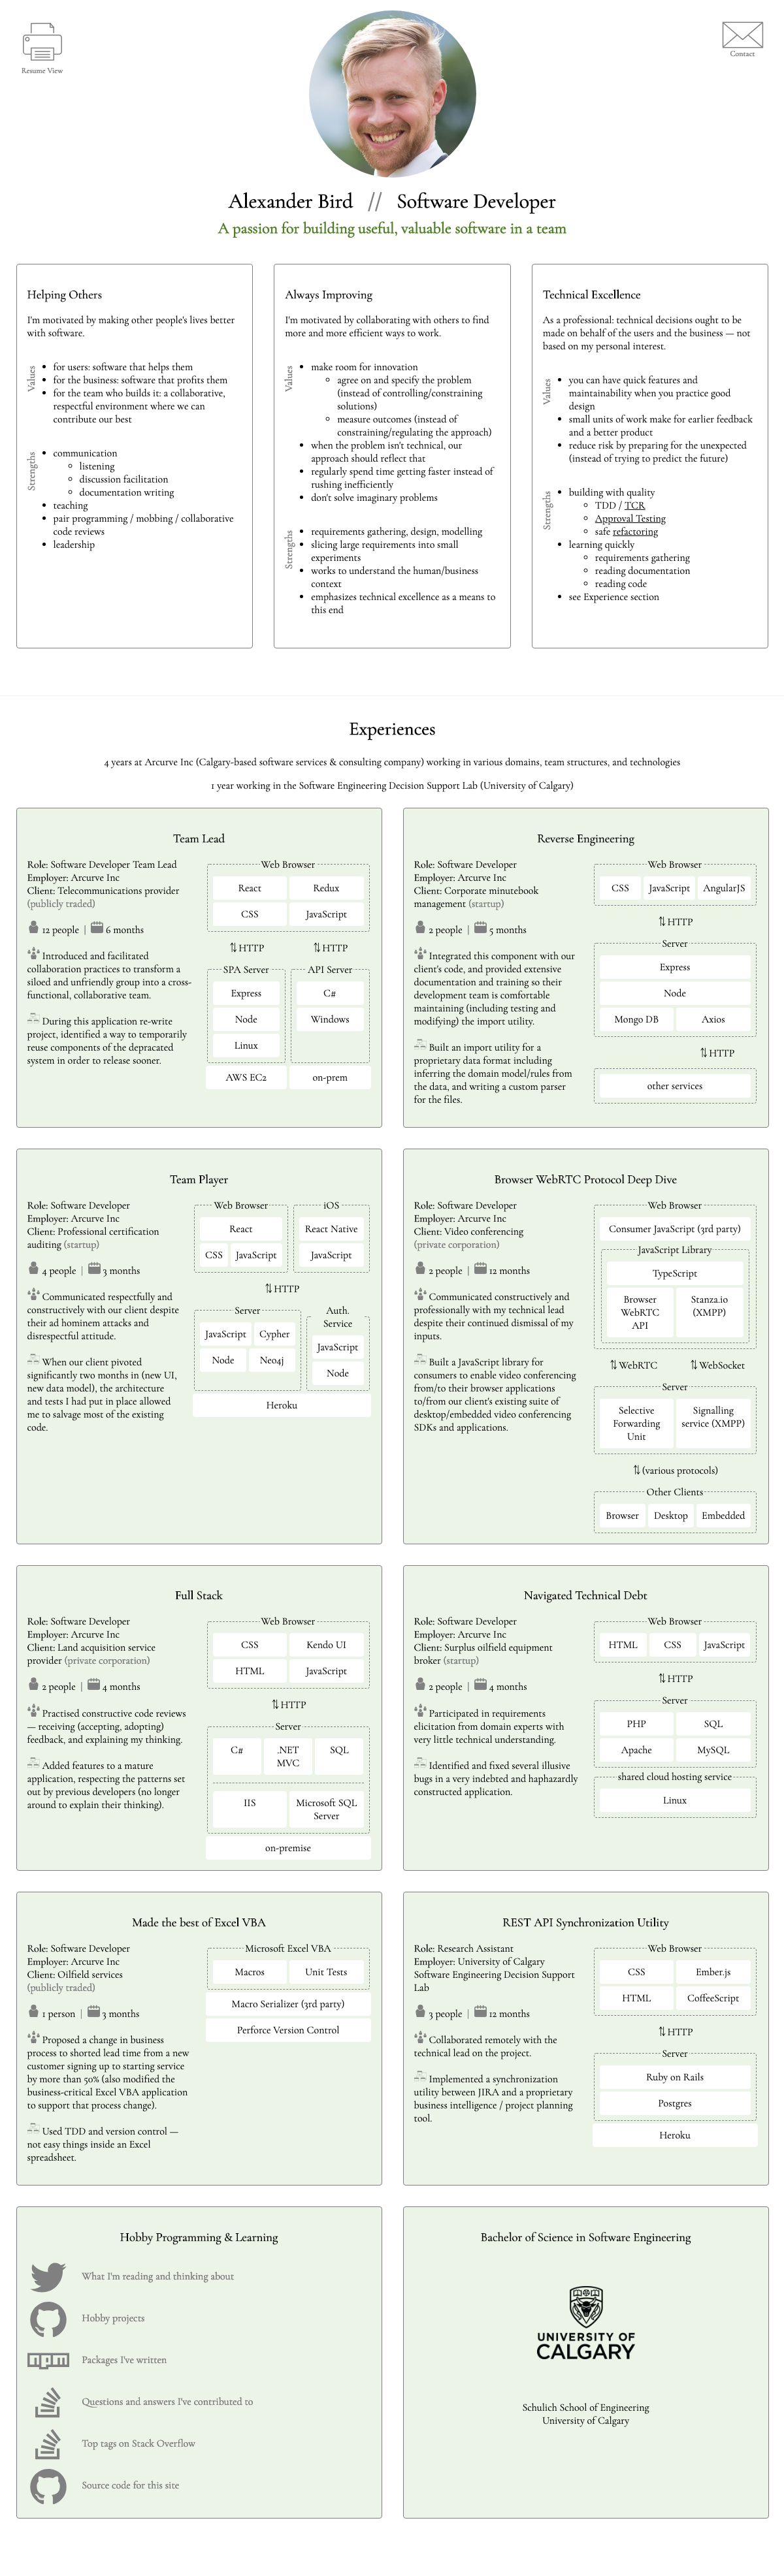 Resume View
Contact
Alexander Bird // Software Developer
A passion for building useful, valuable software in a team
Helping Others
I'm motivated by making other people's lives better
with software.
Values
for users: software that helps them
for the business: software that profits them
for the team who builds it: a collaborative,
respectful environment where we can
contribute our best
Strengths
communication
listening
discussion facilitation
documentation writing
teaching
pair programming / mobbing / collaborative
code reviews
leadership
Always Improving
I'm motivated by collaborating with others to find
more and more efficient ways to work.
Values
make room for innovation
agree on and specify the problem
(instead of controlling/constraining
solutions)
measure outcomes (instead of
constraining/regulating the approach)
when the problem isn't technical, our
approach should reflect that
regularly spend time getting faster instead of
rushing inefficiently
don't solve imaginary problems
Strengths
requirements gathering, design, modelling
slicing large requirements into small
experiments
works to understand the human/business
context
emphasizes technical excellence as a means to
this end
Technical Excellence
As a professional: technical decisions ought to be
made on behalf of the users and the business — not
based on my personal interest.
Values
you can have quick features and
maintainability when you practice good
design
small units of work make for earlier feedback
and a better product
reduce risk by preparing for the unexpected
(instead of trying to predict the future)
Strengths
building with quality
TDD / TCR
Approval Testing
safe refactoring
learning quickly
requirements gathering
reading documentation
reading code
see Experience section
Experiences
4 years at Arcurve Inc (Calgary-based software services & consulting company) working in various domains, team structures, and technologies
1 year working in the Software Engineering Decision Support Lab (University of Calgary)
Team Lead
Role: Software Developer Team Lead
Employer: Arcurve Inc
Client: Telecommunications provider
(publicly traded)
12 people | 6 months
Introduced and facilitated
collaboration practices to transform a
siloed and unfriendly group into a cross-
functional, collaborative team.
During this application re-write
project, identified a way to temporarily
reuse components of the depracated
system in order to release sooner.
Web Browser
React Redux
CSS JavaScript
⇅ HTTP ⇅ HTTP
SPA Server API Server
Express C#
Node Windows
Linux
AWS EC2 on-prem
Reverse Engineering
Role: Software Developer
Employer: Arcurve Inc
Client: Corporate minutebook
management (startup)
2 people | 5 months
Integrated this component with our
client's code, and provided extensive
documentation and training so their
development team is comfortable
maintaining (including testing and
modifying) the import utility.
Built an import utility for a
proprietary data format including
inferring the domain model/rules from
the data, and writing a custom parser
for the files.
Web Browser
CSS JavaScript AngularJS
⇅ HTTP
Server
Express
Node
Mongo DB Axios
⇅ HTTP
other services
Team Player
Role: Software Developer
Employer: Arcurve Inc
Client: Professional certification
auditing (startup)
4 people | 3 months
Communicated respectfully and
constructively with our client despite
their ad hominem attacks and
disrespectful attitude.
When our client pivoted
significantly two months in (new UI,
new data model), the architecture
and tests I had put in place allowed
me to salvage most of the existing
code.
Web Browser iOS
React React Native
CSS JavaScript JavaScript
⇅ HTTP
Server Auth.
Service
JavaScript Cypher JavaScript
Node Neo4j Node
Heroku
Browser WebRTC Protocol Deep Dive
Role: Software Developer
Employer: Arcurve Inc
Client: Video conferencing
(private corporation)
2 people | 12 months
Communicated constructively and
professionally with my technical lead
despite their continued dismissal of my
inputs.
Built a JavaScript library for
consumers to enable video conferencing
from/to their browser applications
to/from our client's existing suite of
desktop/embedded video conferencing
SDKs and applications.
Web Browser
Consumer JavaScript (3rd party)
JavaScript Library
TypeScript
Browser Stanza.io
WebRTC (XMPP)
API
⇅ WebRTC ⇅ WebSocket
Server
Selective Signalling
Forwarding service (XMPP)
Unit
⇅ (various protocols)
Other Clients
Browser Desktop Embedded
Full Stack
Role: Software Developer
Employer: Arcurve Inc
Client: Land acquisition service
provider (private corporation)
2 people | 4 months
Practised constructive code reviews
— receiving (accepting, adopting)
feedback, and explaining my thinking.
Added features to a mature
application, respecting the patterns set
out by previous developers (no longer
around to explain their thinking).
Web Browser
CSS Kendo UI
HTML JavaScript
⇅ HTTP
Server
C# .NET SQL
MVC
IIS Microsoft SQL
Server
on-premise
Navigated Technical Debt
Role: Software Developer
Employer: Arcurve Inc
Client: Surplus oilfield equipment
broker (startup)
2 people | 4 months
Participated in requirements
elicitation from domain experts with
very little technical understanding.
Identified and fixed several illusive
bugs in a very indebted and haphazardly
constructed application.
Web Browser
HTML CSS JavaScript
⇅ HTTP
Server
PHP SQL
Apache MySQL
shared cloud hosting service
Linux
Made the best of Excel VBA
Role: Software Developer
Employer: Arcurve Inc
Client: Oilfield services
(publicly traded)
1 person | 3 months
Proposed a change in business
process to shorted lead time from a new
customer signing up to starting service
by more than 50% (also modified the
business-critical Excel VBA application
to support that process change).
Used TDD and version control —
not easy things inside an Excel
spreadsheet.
Microsoft Excel VBA
Macros Unit Tests
Macro Serializer (3rd party)
Perforce Version Control
REST API Synchronization Utility
Role: Research Assistant
Employer: University of Calgary
Software Engineering Decision Support
Lab
3 people | 12 months
Collaborated remotely with the
technical lead on the project.
Implemented a synchronization
utility between JIRA and a proprietary
business intelligence / project planning
tool.
Web Browser
CSS Ember.js
HTML CoffeeScript
⇅ HTTP
Server
Ruby on Rails
Postgres
Heroku
Hobby Programming & Learning
What I'm reading and thinking about
Hobby projects
npm
Packages I've written
Questions and answers I've contributed to
Top tags on Stack Overflow
Source code for this site
Bachelor of Science in Software Engineering
UNIVERSITY OF
CALGARY
Schulich School of Engineering
University of Calgary